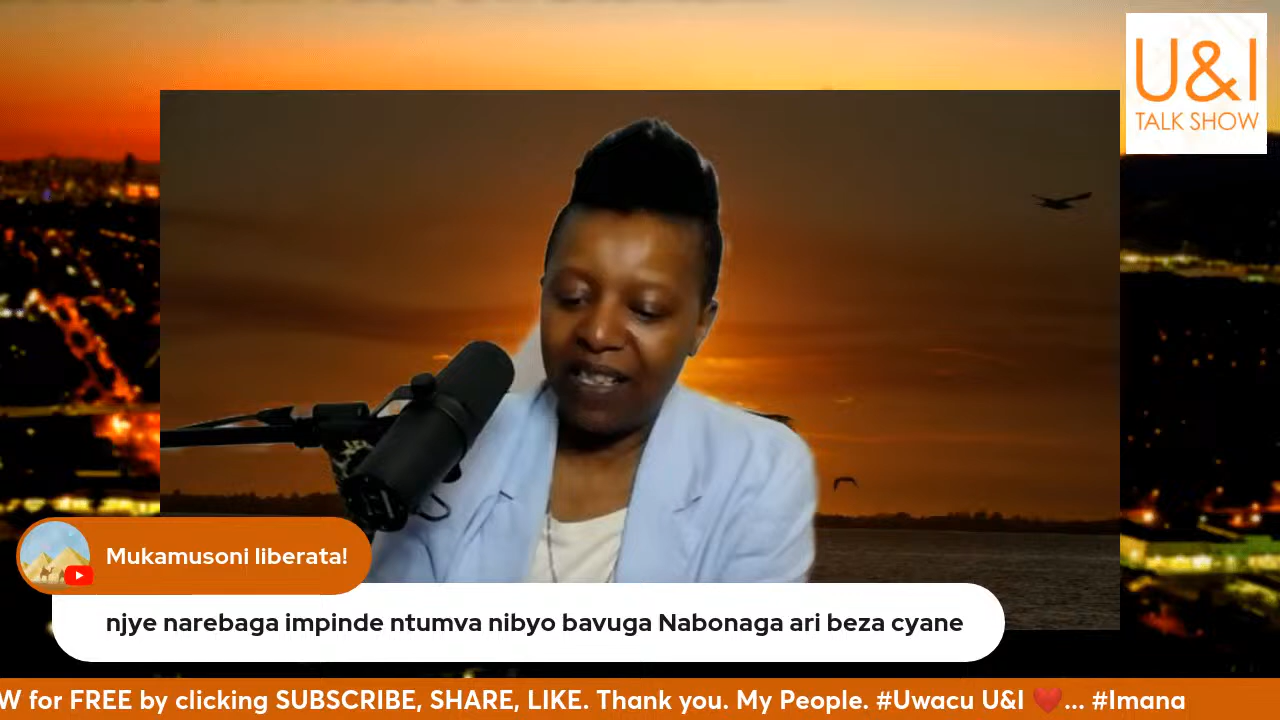 U&I
TALK SHOW
Mukamusoni liberata!
njye narebaga impinde ntumva nibyo bavuga Nabonaga ari beza cyane
W for FREE by clicking SUBSCRIBE, SHARE, LIKE. Thank you. My People. #Uwacu U&I ❤️... #Imana